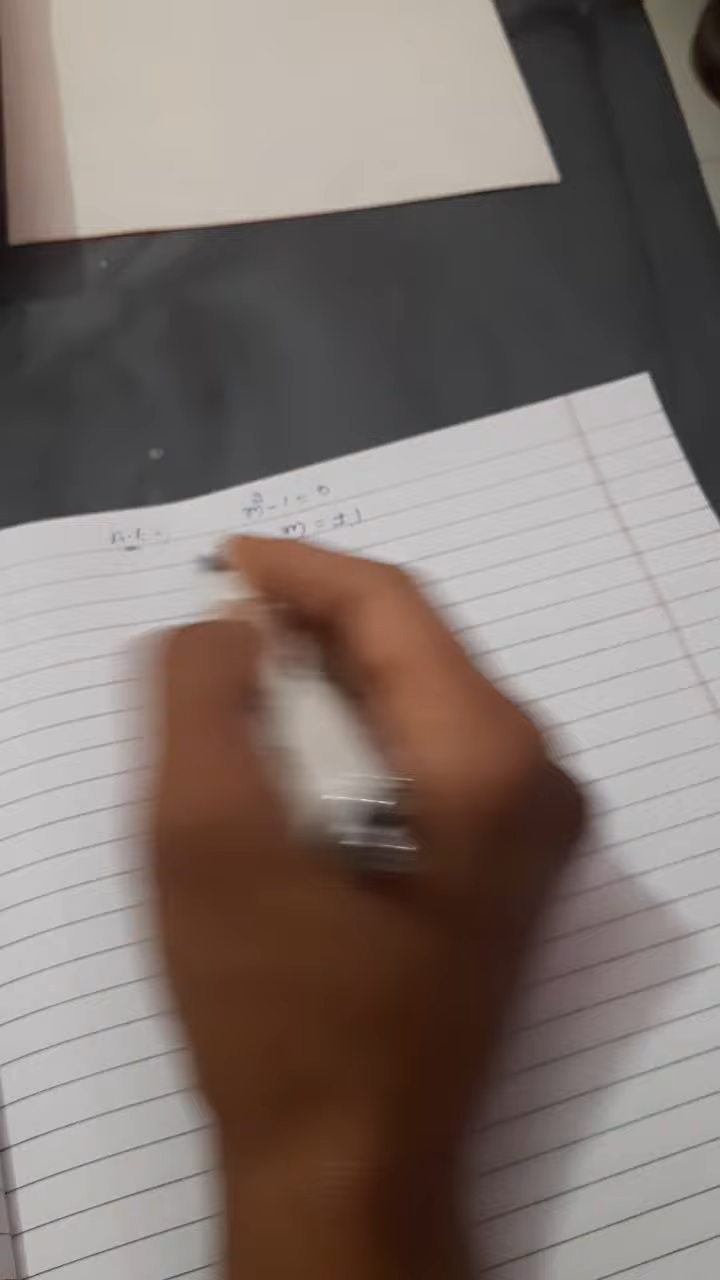 A.E :-
m² - 1 = 0
m = ±1